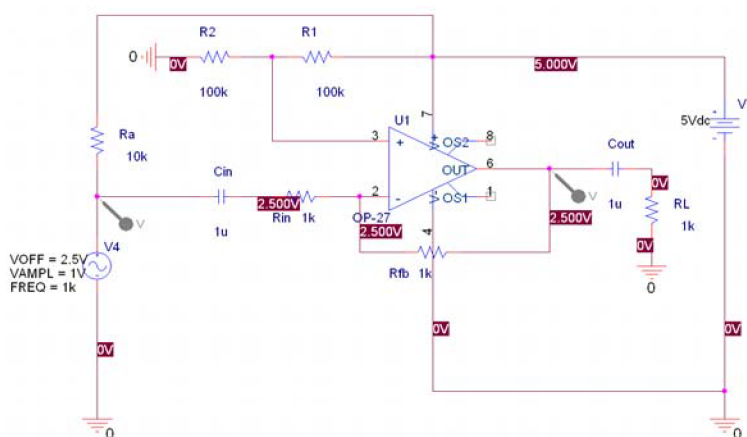 R2
R1
0
0V
5.000V
100k
100k
7
V
U1
5Vdc
Ra
3
+
V+
OS2
8
Cout
10k
6
OUT
Cin
2
-
V-
OS1
1
0V
2.500V
Rin
1k
OP-27
1u
2.500V
RL
V
1u
2.500V
V
1k
V4
4
0V
VOFF = 2.5V
VAMPL = 1V
FREQ = 1k
Rfb
1k
0
0V
0V
0V
0
0